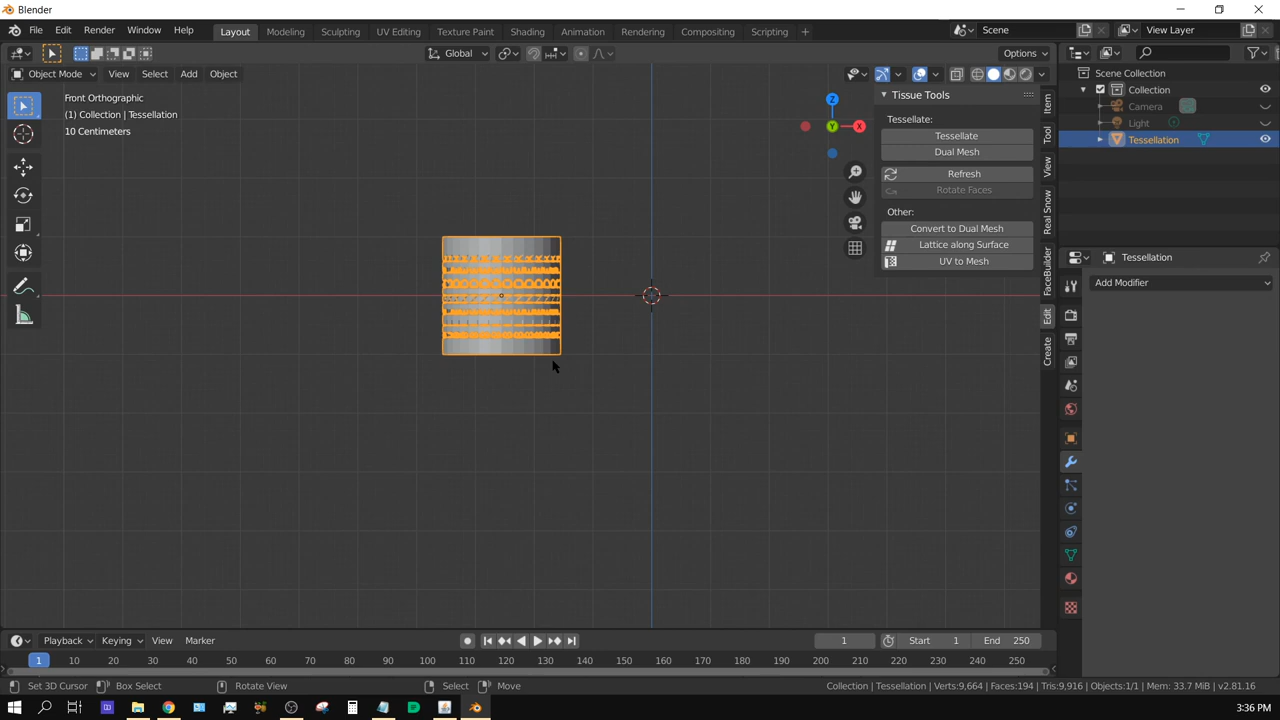 Blender
File Edit Render Window Help Layout Modeling Sculpting UV Editing Texture Paint Shading Animation Rendering Compositing Scripting + Scene View Layer
Global Options
Object Mode View Select Add Object
Front Orthographic
(1) Collection | Tessellation
10 Centimeters
Z
Y
X
Tissue Tools
Tessellate:
Tessellate
Dual Mesh
Refresh
Rotate Faces
Other:
Convert to Dual Mesh
Lattice along Surface
UV to Mesh
Item
Tool
View
Real Snow
FaceBuilder
Edit
Create
Scene Collection
Collection
Camera
Light
Tessellation
Tessellation
Add Modifier
Playback Keying View Marker 1 Start 1 End 250
1 10 20 30 40 50 60 70 80 90 100 110 120 130 140 150 160 170 180 190 200 210 220 230 240 250
Set 3D Cursor Box Select Rotate View Select Move Collection | Tessellation | Verts:9,664 | Faces:194 | Tris:9,916 | Objects:1/1 | Mem: 33.7 MiB | v2.81.16
3:36 PM